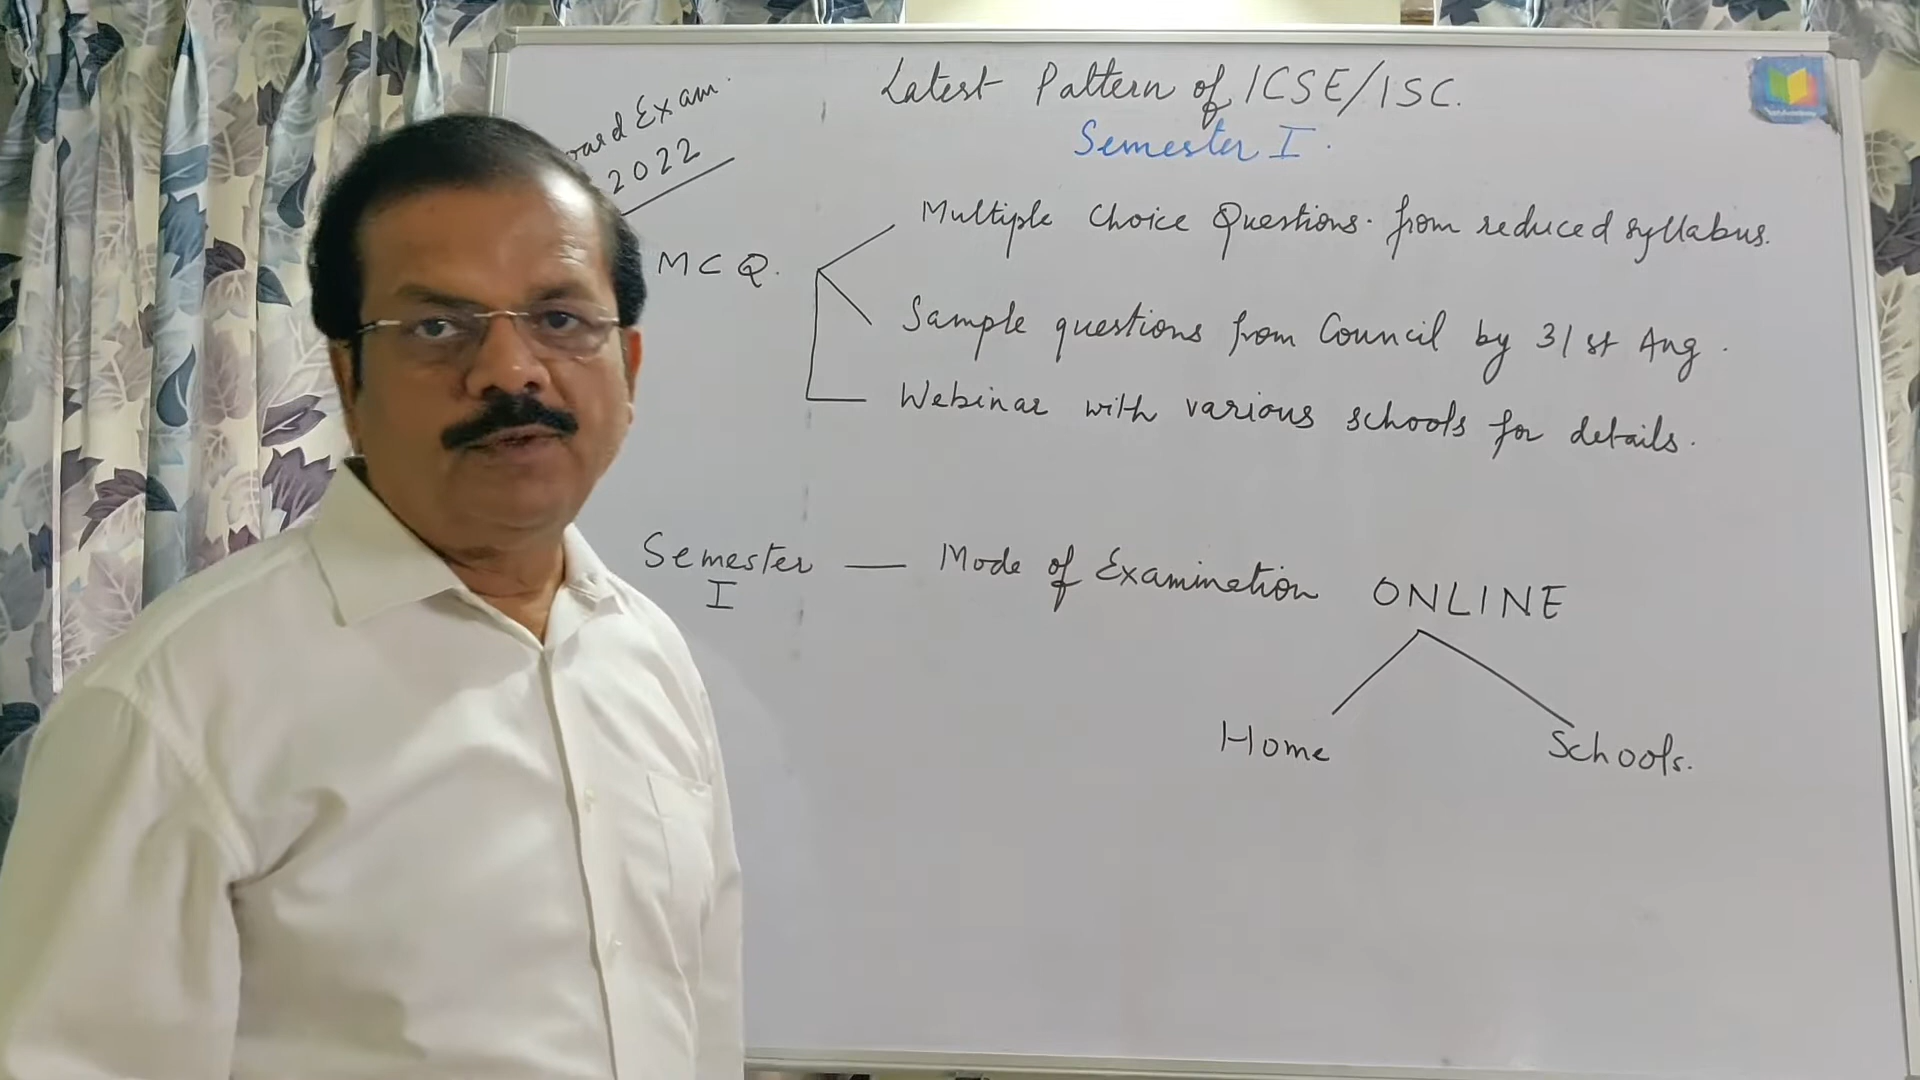 Latest Pattern of ICSE/ISC.
Semester I.
Exam.
2022
MCQ.
Multiple Choice Questions. from reduced syllabus.
Sample questions from Council by 31st Aug.
Webinar with various schools for details.
Semester I — Mode of Examination ONLINE
Home
Schools.